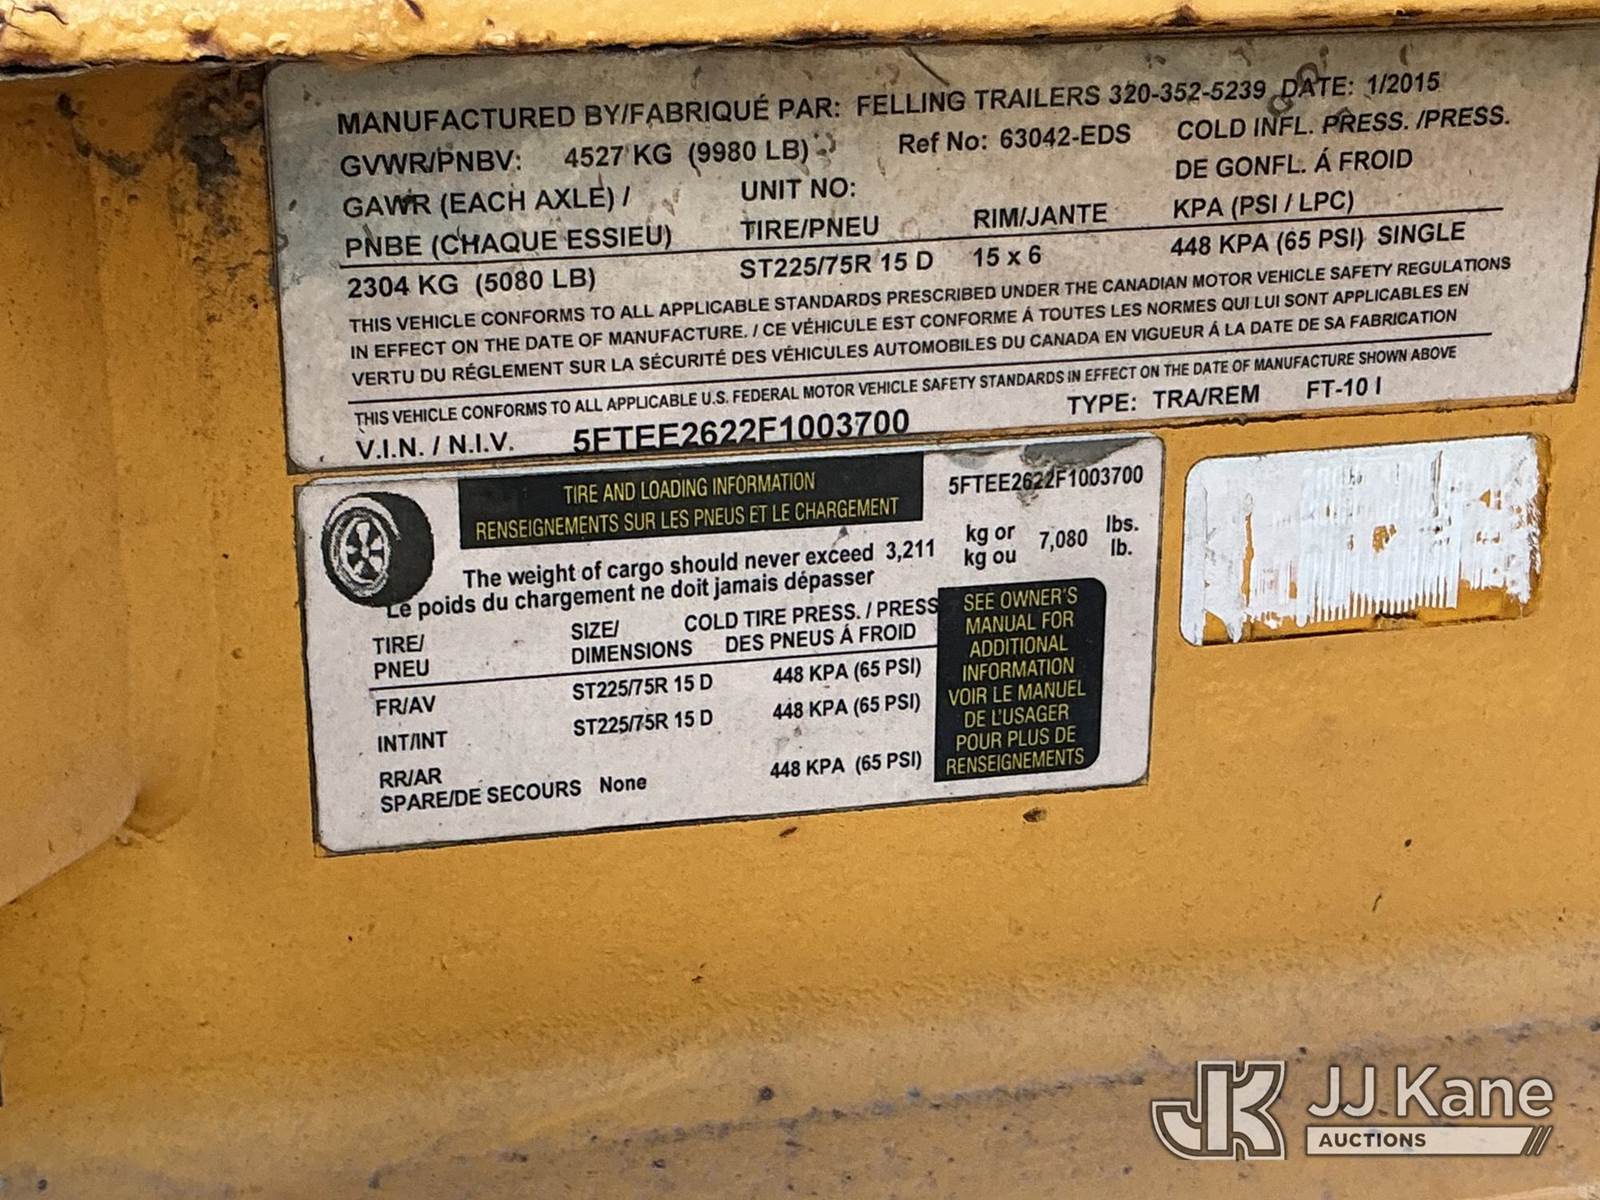 MANUFACTURED BY/FABRIQUÉ PAR: FELLING TRAILERS 320-352-5239 DATE: 1/2015
GVWR/PNBV: 4527 KG (9980 LB) Ref No: 63042-EDS COLD INFL. PRESS. /PRESS.
GAWR (EACH AXLE) / UNIT NO: DE GONFL. Á FROID
PNBE (CHAQUE ESSIEU) TIRE/PNEU RIM/JANTE KPA (PSI / LPC)
2304 KG (5080 LB) ST225/75R 15 D 15 x 6 448 KPA (65 PSI) SINGLE
THIS VEHICLE CONFORMS TO ALL APPLICABLE STANDARDS PRESCRIBED UNDER THE CANADIAN MOTOR VEHICLE SAFETY REGULATIONS
IN EFFECT ON THE DATE OF MANUFACTURE. / CE VÉHICULE EST CONFORME Á TOUTES LES NORMES QUI LUI SONT APPLICABLES EN
VERTU DU RÉGLEMENT SUR LA SÉCURITÉ DES VÉHICULES AUTOMOBILES DU CANADA EN VIGUEUR Á LA DATE DE SA FABRICATION
THIS VEHICLE CONFORMS TO ALL APPLICABLE U.S. FEDERAL MOTOR VEHICLE SAFETY STANDARDS IN EFFECT ON THE DATE OF MANUFACTURE SHOWN ABOVE
V.I.N. / N.I.V. 5FTEE2622F1003700 TYPE: TRA/REM FT-10 I
TIRE AND LOADING INFORMATION 5FTEE2622F1003700
RENSEIGNEMENTS SUR LES PNEUS ET LE CHARGEMENT
The weight of cargo should never exceed 3,211 kg or 7,080 lbs.
Le poids du chargement ne doit jamais dépasser kg ou lb.
TIRE/ SIZE/ COLD TIRE PRESS. / PRESS
PNEU DIMENSIONS DES PNEUS Á FROID
FR/AV ST225/75R 15 D 448 KPA (65 PSI)
INT/INT ST225/75R 15 D 448 KPA (65 PSI)
RR/AR
SPARE/DE SECOURS None 448 KPA (65 PSI)
SEE OWNER'S
MANUAL FOR
ADDITIONAL
INFORMATION
VOIR LE MANUEL
DE L'USAGER
POUR PLUS DE
RENSEIGNEMENTS
JK JJ Kane
AUCTIONS